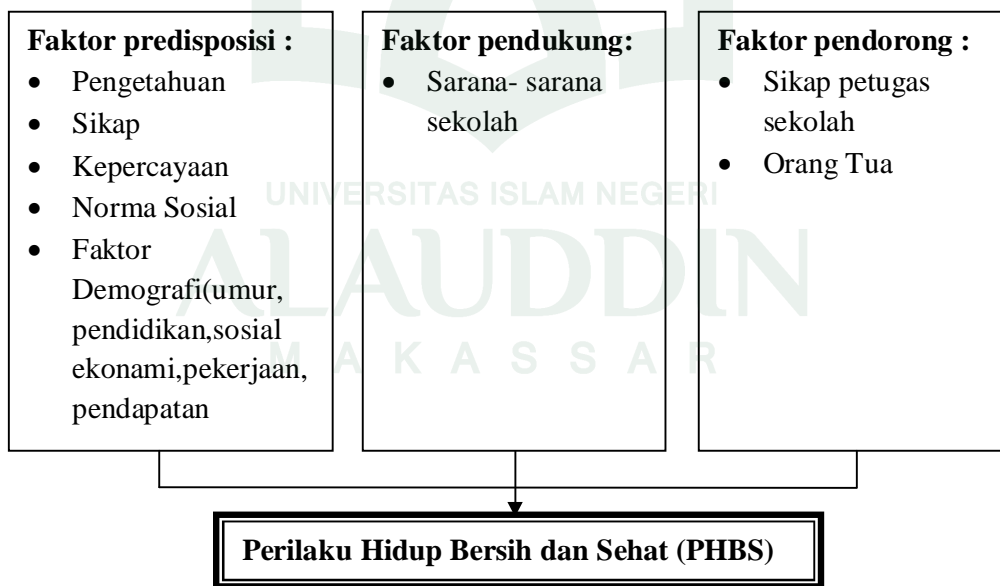 Faktor predisposisi :
• Pengetahuan
• Sikap
• Kepercayaan
• Norma Sosial
• Faktor
Demografi(umur,
pendidikan,sosial
ekonami,pekerjaan,
pendapatan
Faktor pendukung:
• Sarana- sarana
sekolah
Faktor pendorong :
• Sikap petugas
sekolah
• Orang Tua
UNIVERSITAS ISLAM NEGERI
ALAUDDIN
MAKASSAR
Perilaku Hidup Bersih dan Sehat (PHBS)